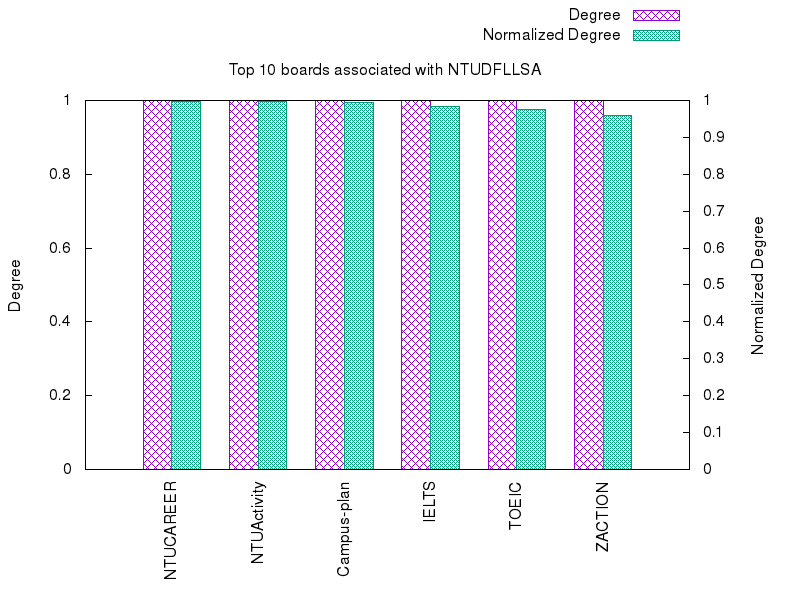 Degree
Normalized Degree
Top 10 boards associated with NTUDFLLSA
1
0.8
0.6
0.4
0.2
0
Degree
1
0.9
0.8
0.7
0.6
0.5
0.4
0.3
0.2
0.1
0
Normalized Degree
NTUCAREER
NTUActivity
Campus-plan
IELTS
TOEIC
ZACTION